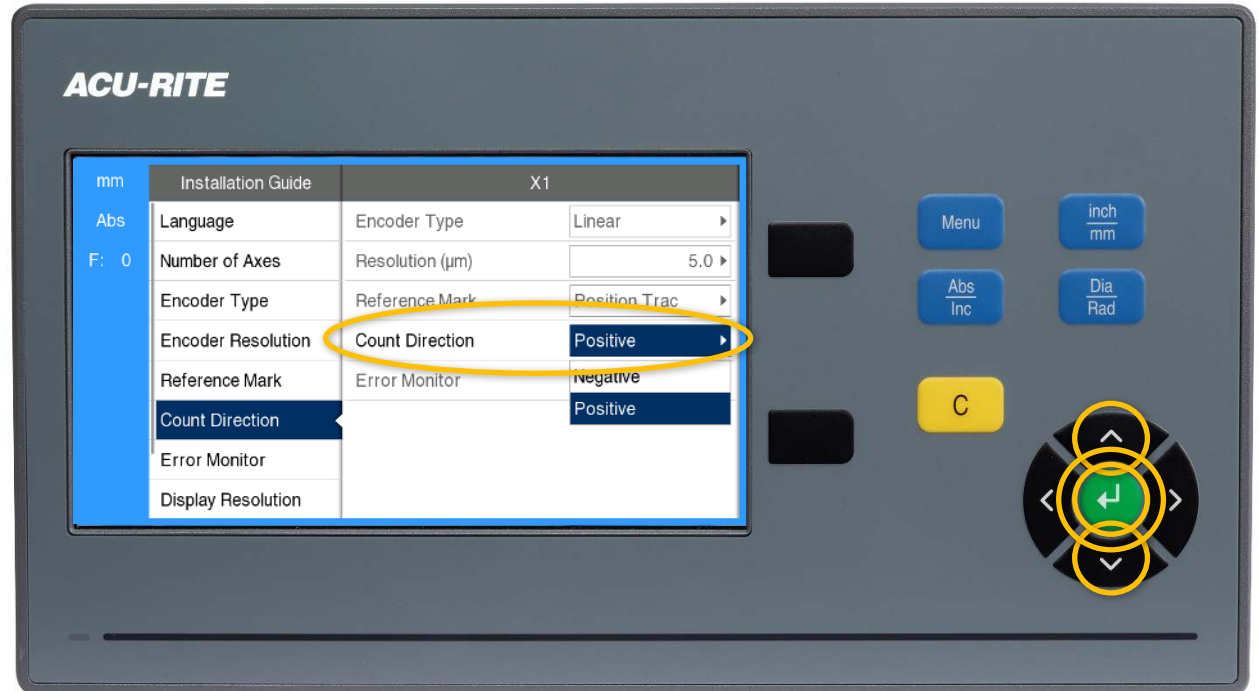 ACU-RITE
mm Installation Guide X1
Abs Language Encoder Type Linear
F: 0 Number of Axes Resolution (µm) 5.0
Encoder Type Reference Mark Position Trac
Encoder Resolution Count Direction Positive
Reference Mark Error Monitor Negative
Count Direction Positive
Error Monitor
Display Resolution
Menu inch
mm
Abs Dia
Inc Rad
C